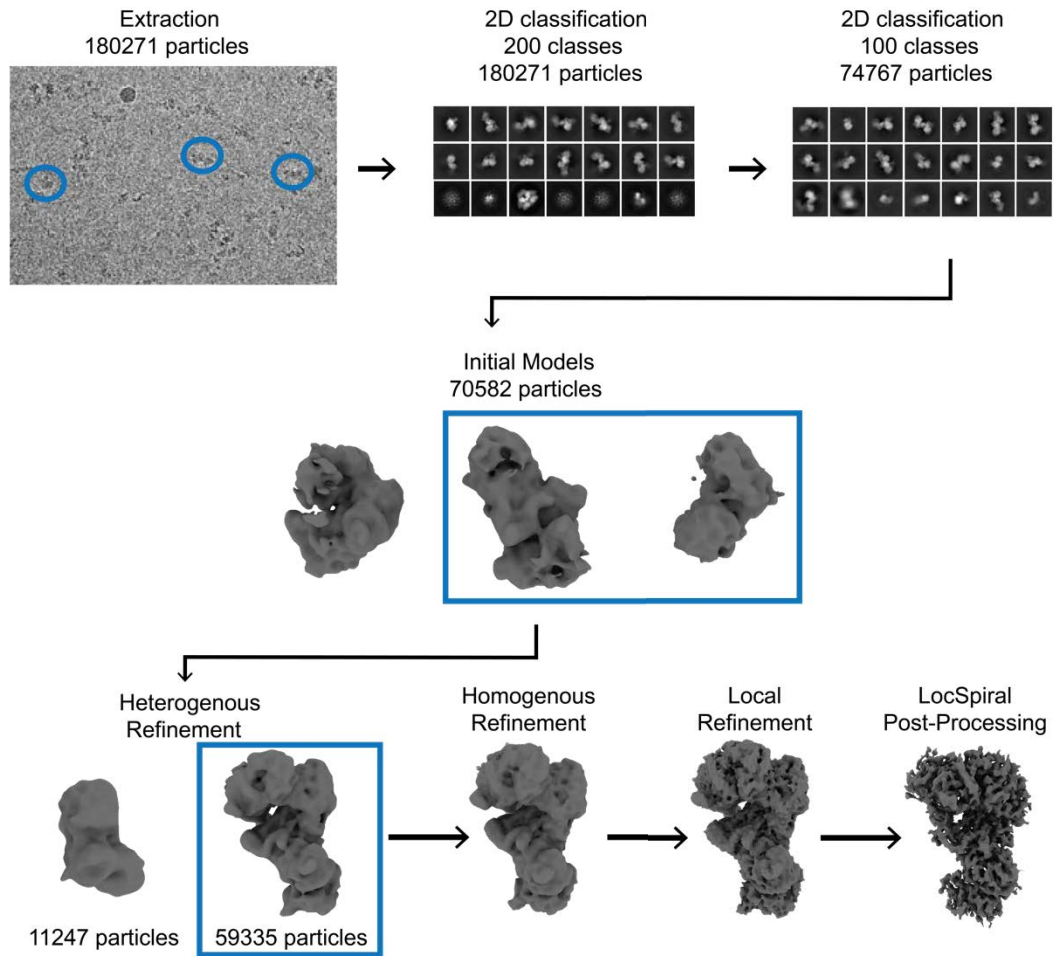 Extraction
180271 particles
2D classification
200 classes
180271 particles
2D classification
100 classes
74767 particles
Initial Models
70582 particles
Heterogenous
Refinement
Homogenous
Refinement
Local
Refinement
LocSpiral
Post-Processing
11247 particles
59335 particles